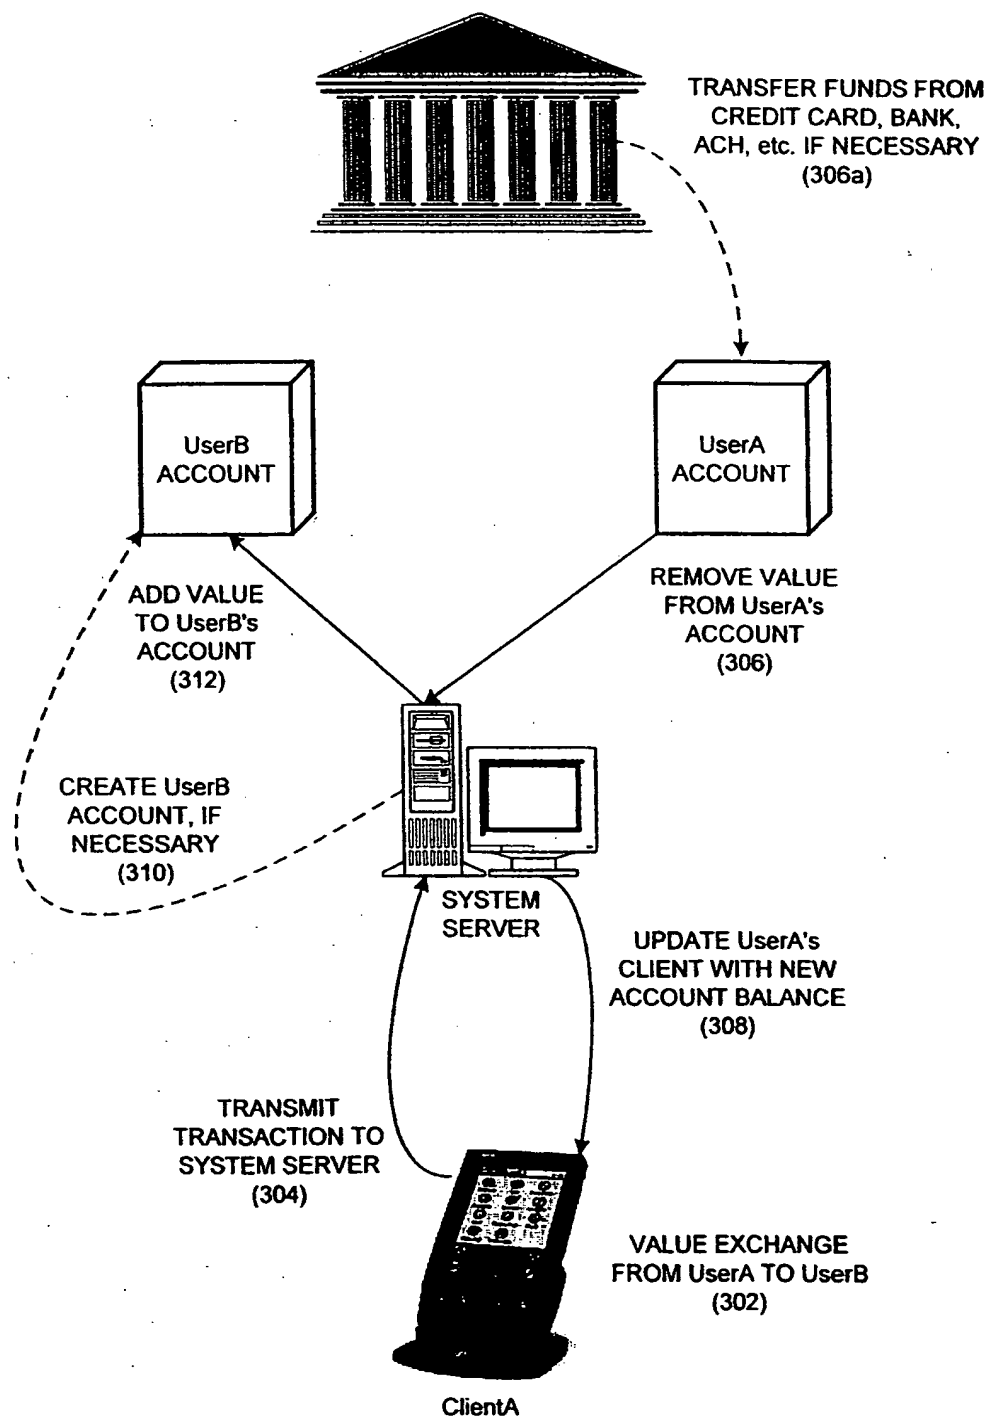 TRANSFER FUNDS FROM
CREDIT CARD, BANK,
ACH, etc. IF NECESSARY
(306a)
UserB
ACCOUNT
UserA
ACCOUNT
ADD VALUE
TO UserB's
ACCOUNT
(312)
REMOVE VALUE
FROM UserA's
ACCOUNT
(306)
CREATE UserB
ACCOUNT, IF
NECESSARY
(310)
SYSTEM
SERVER
UPDATE UserA's
CLIENT WITH NEW
ACCOUNT BALANCE
(308)
TRANSMIT
TRANSACTION TO
SYSTEM SERVER
(304)
VALUE EXCHANGE
FROM UserA TO UserB
(302)
ClientA